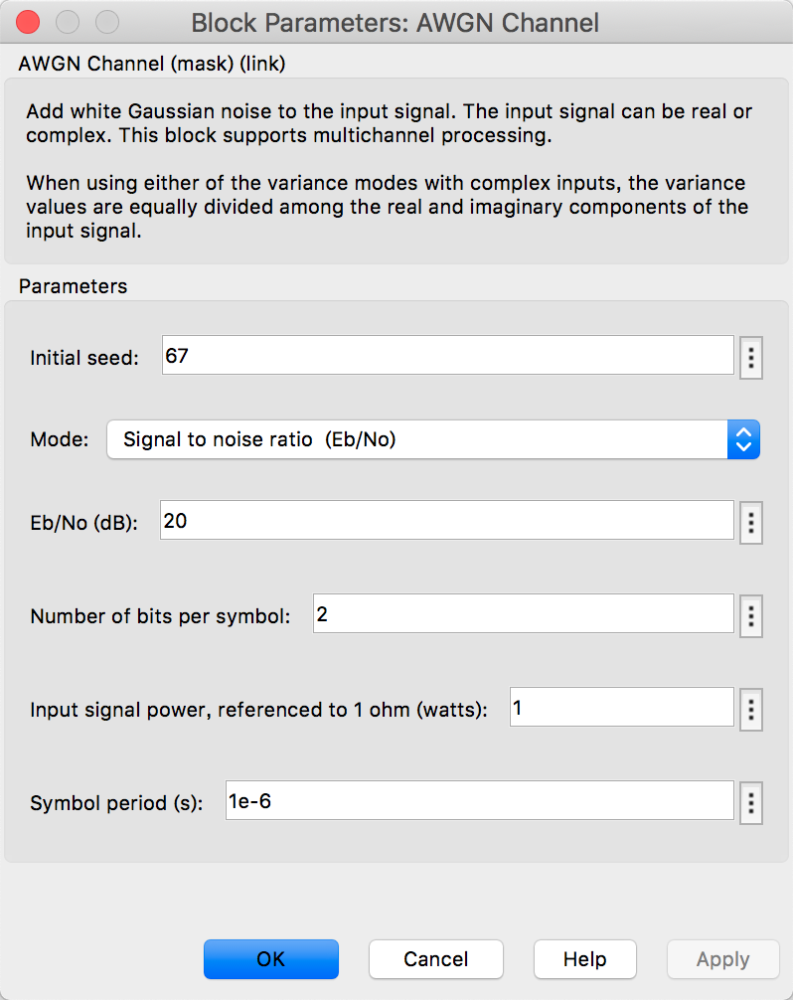 Block Parameters: AWGN Channel
AWGN Channel (mask) (link)
Add white Gaussian noise to the input signal. The input signal can be real or
complex. This block supports multichannel processing.
When using either of the variance modes with complex inputs, the variance
values are equally divided among the real and imaginary components of the
input signal.
Parameters
Initial seed: 67
Mode: Signal to noise ratio (Eb/No)
Eb/No (dB): 20
Number of bits per symbol: 2
Input signal power, referenced to 1 ohm (watts): 1
Symbol period (s): 1e-6
OK Cancel Help Apply